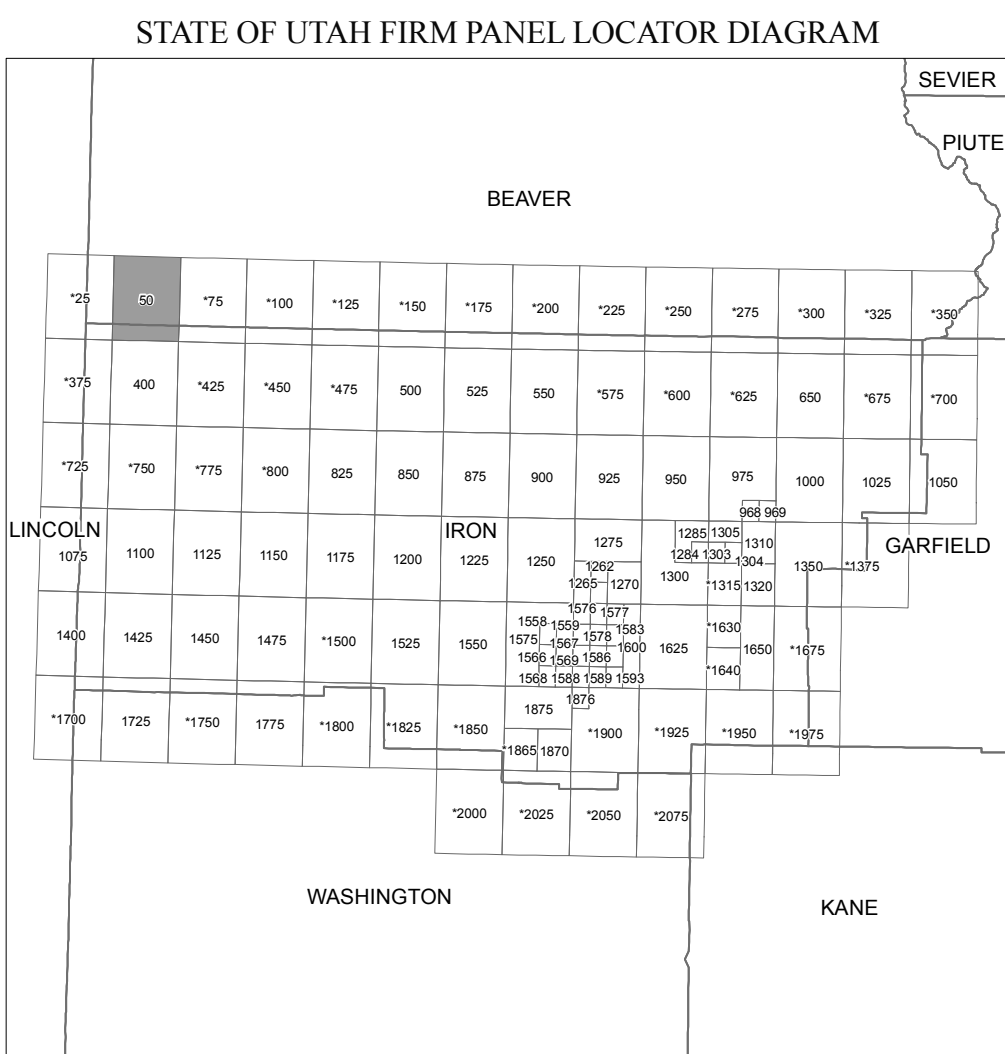 STATE OF UTAH FIRM PANEL LOCATOR DIAGRAM
SEVIER
PIUTE
BEAVER
*25 50 *75 *100 *125 *150 *175 *200 *225 *250 *275 *300 *325 *350
*375 400 *425 *450 *475 500 525 550 *575 *600 *625 650 *675 *700
*725 *750 *775 *800 825 850 875 900 925 950 975 1000 1025 1050
968 969
LINCOLN IRON GARFIELD
1285 1305
1275 1310
1075 1100 1125 1150 1175 1200 1225 1250 1284 1303 1304
1262 1300 1350 *1375
1265 1270 *1315 1320
1576 1577
1558 1559 1583 *1630
1400 1425 1450 1475 *1500 1525 1550 1575 1567 1578 1600 1625 1650 *1675
1566 1569 1586 *1640
1568 1588 1589 1593
1876
*1700 1725 *1750 1775 *1800 *1825 *1850 1875 *1900 *1925 *1950 *1975
*1865 1870
*2000 *2025 *2050 *2075
WASHINGTON
KANE